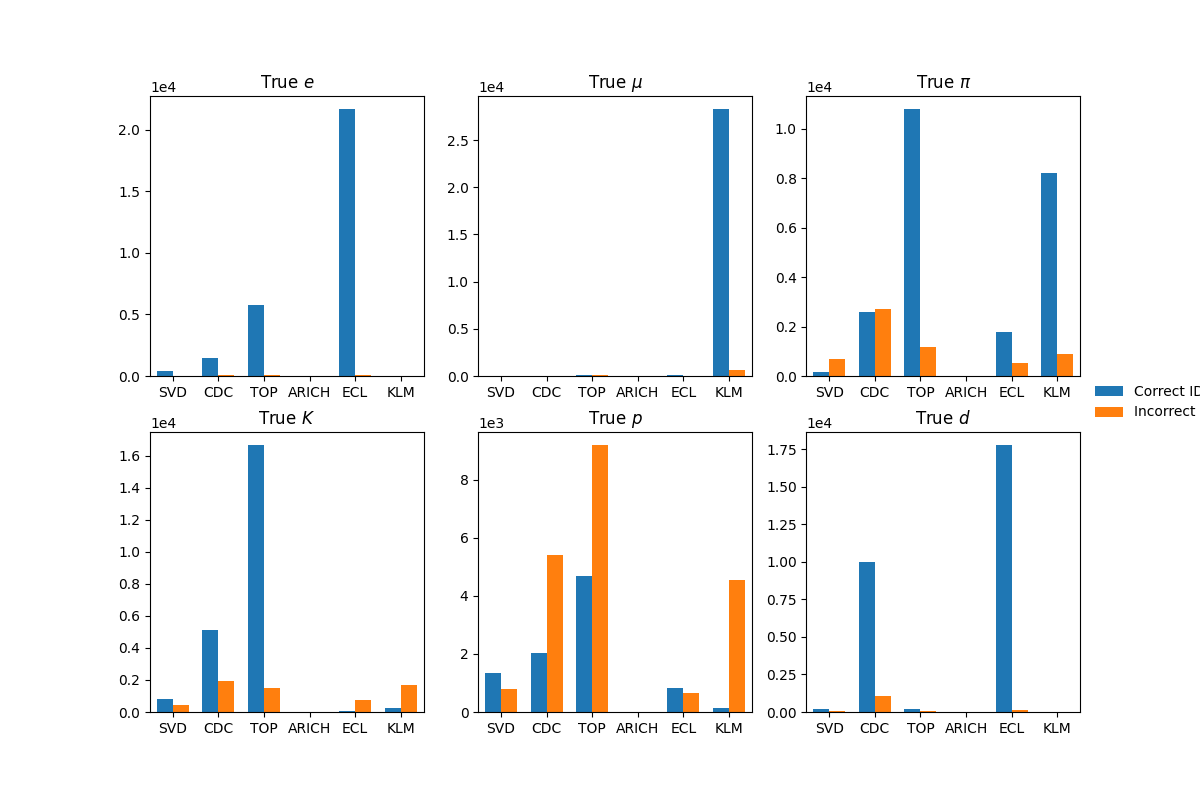 True e
1e4
2.0
1.5
1.0
0.5
0.0
SVD CDC TOP ARICH ECL KLM
True μ
1e4
2.5
2.0
1.5
1.0
0.5
0.0
SVD CDC TOP ARICH ECL KLM
True π
1e4
1.0
0.8
0.6
0.4
0.2
0.0
SVD CDC TOP ARICH ECL KLM
Correct ID
Incorrect
True K
1e4
1.6
1.4
1.2
1.0
0.8
0.6
0.4
0.2
0.0
SVD CDC TOP ARICH ECL KLM
True p
1e3
8
6
4
2
0
SVD CDC TOP ARICH ECL KLM
True d
1e4
1.75
1.50
1.25
1.00
0.75
0.50
0.25
0.00
SVD CDC TOP ARICH ECL KLM